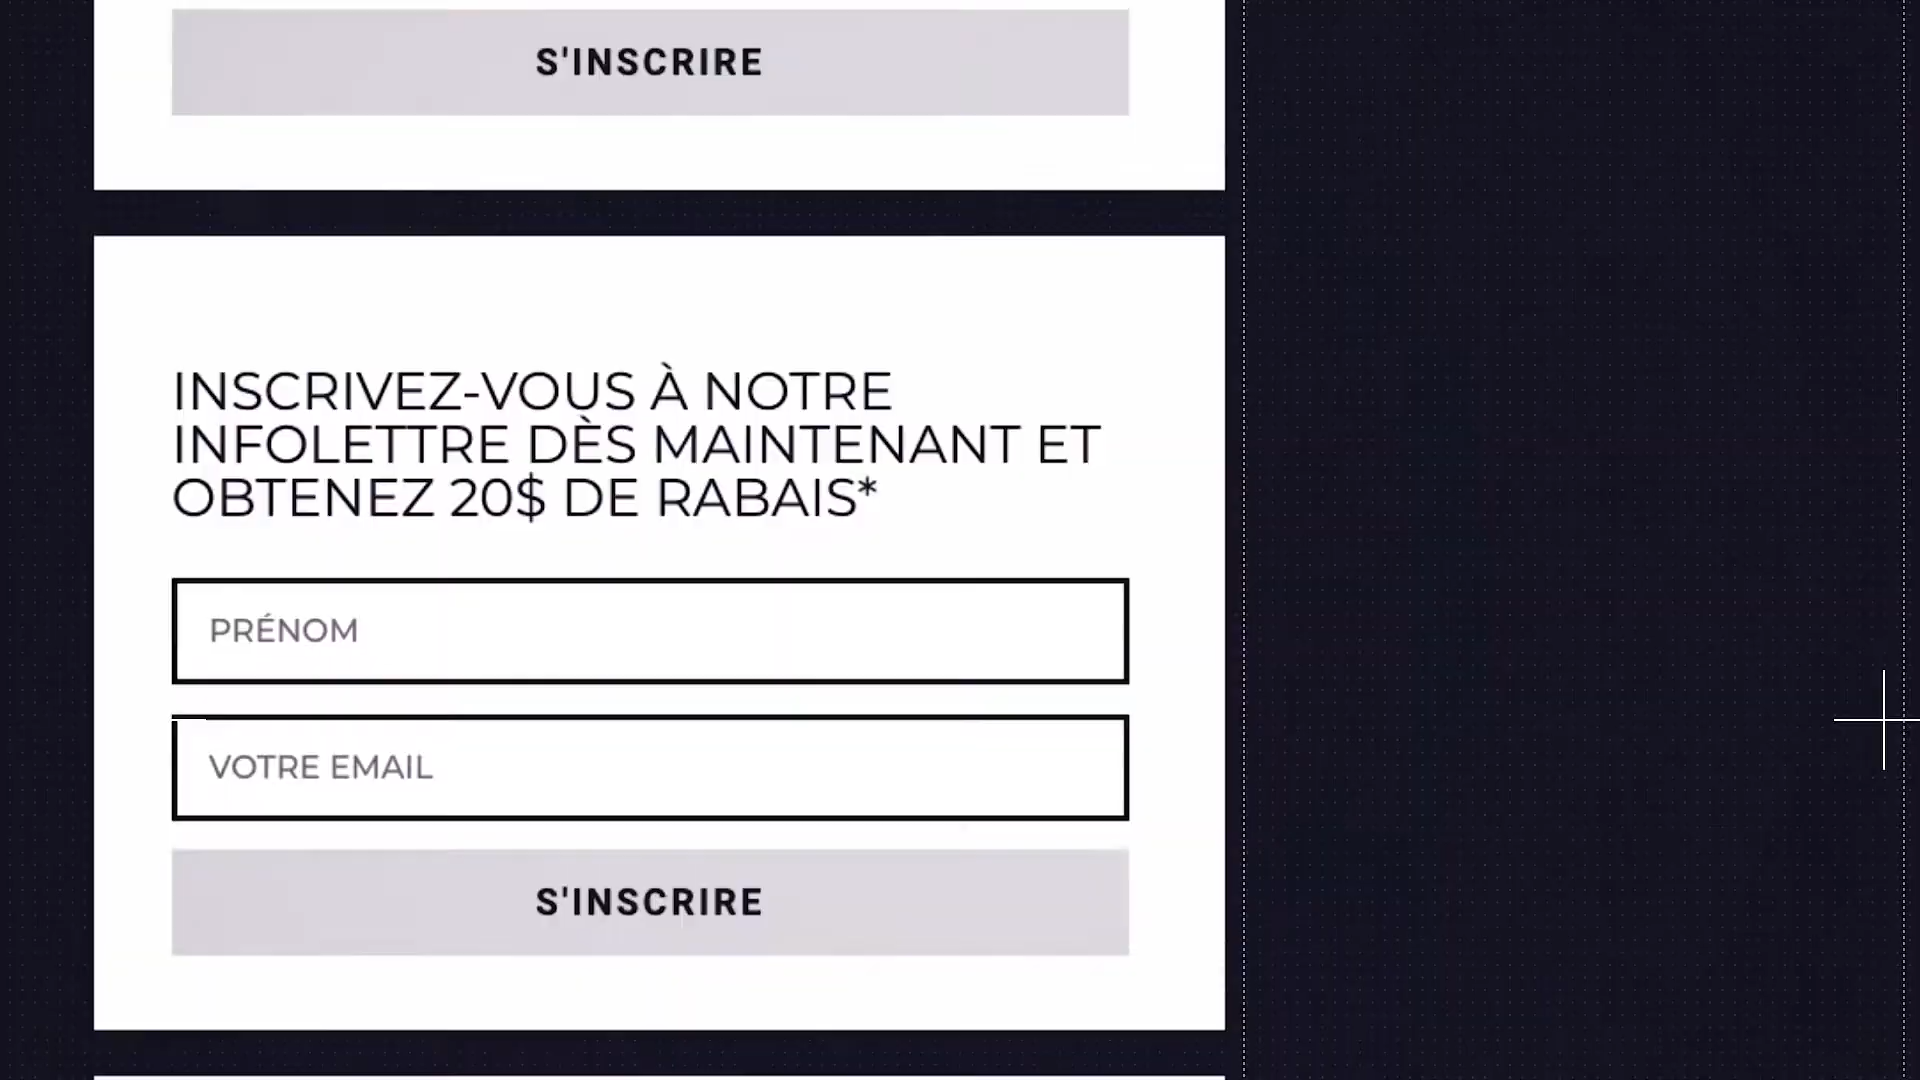 S'INSCRIRE
INSCRIVEZ-VOUS À NOTRE
INFOLETTRE DÈS MAINTENANT ET
OBTENEZ 20$ DE RABAIS*
PRÉNOM
VOTRE EMAIL
S'INSCRIRE